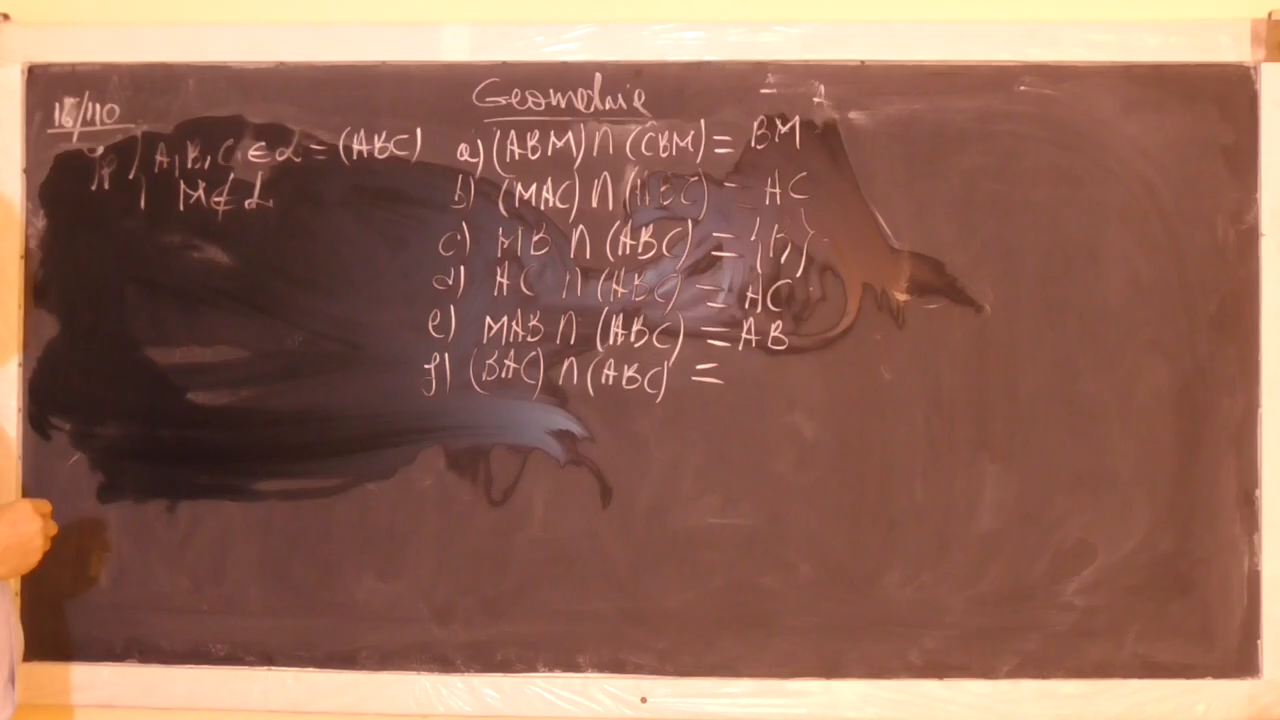 Geometrie
16/110
Ip) A, B, C ∈ α = (ABC)
M ∉ α
a) (ABM) ∩ (CBM) = BM
b) (MAC) ∩ (ABC) = AC
c) MB ∩ (ABC) = {B}
d) AC ∩ (ABC) = AC
e) MAB ∩ (ABC) = AB
f) (BAC) ∩ (ABC) =